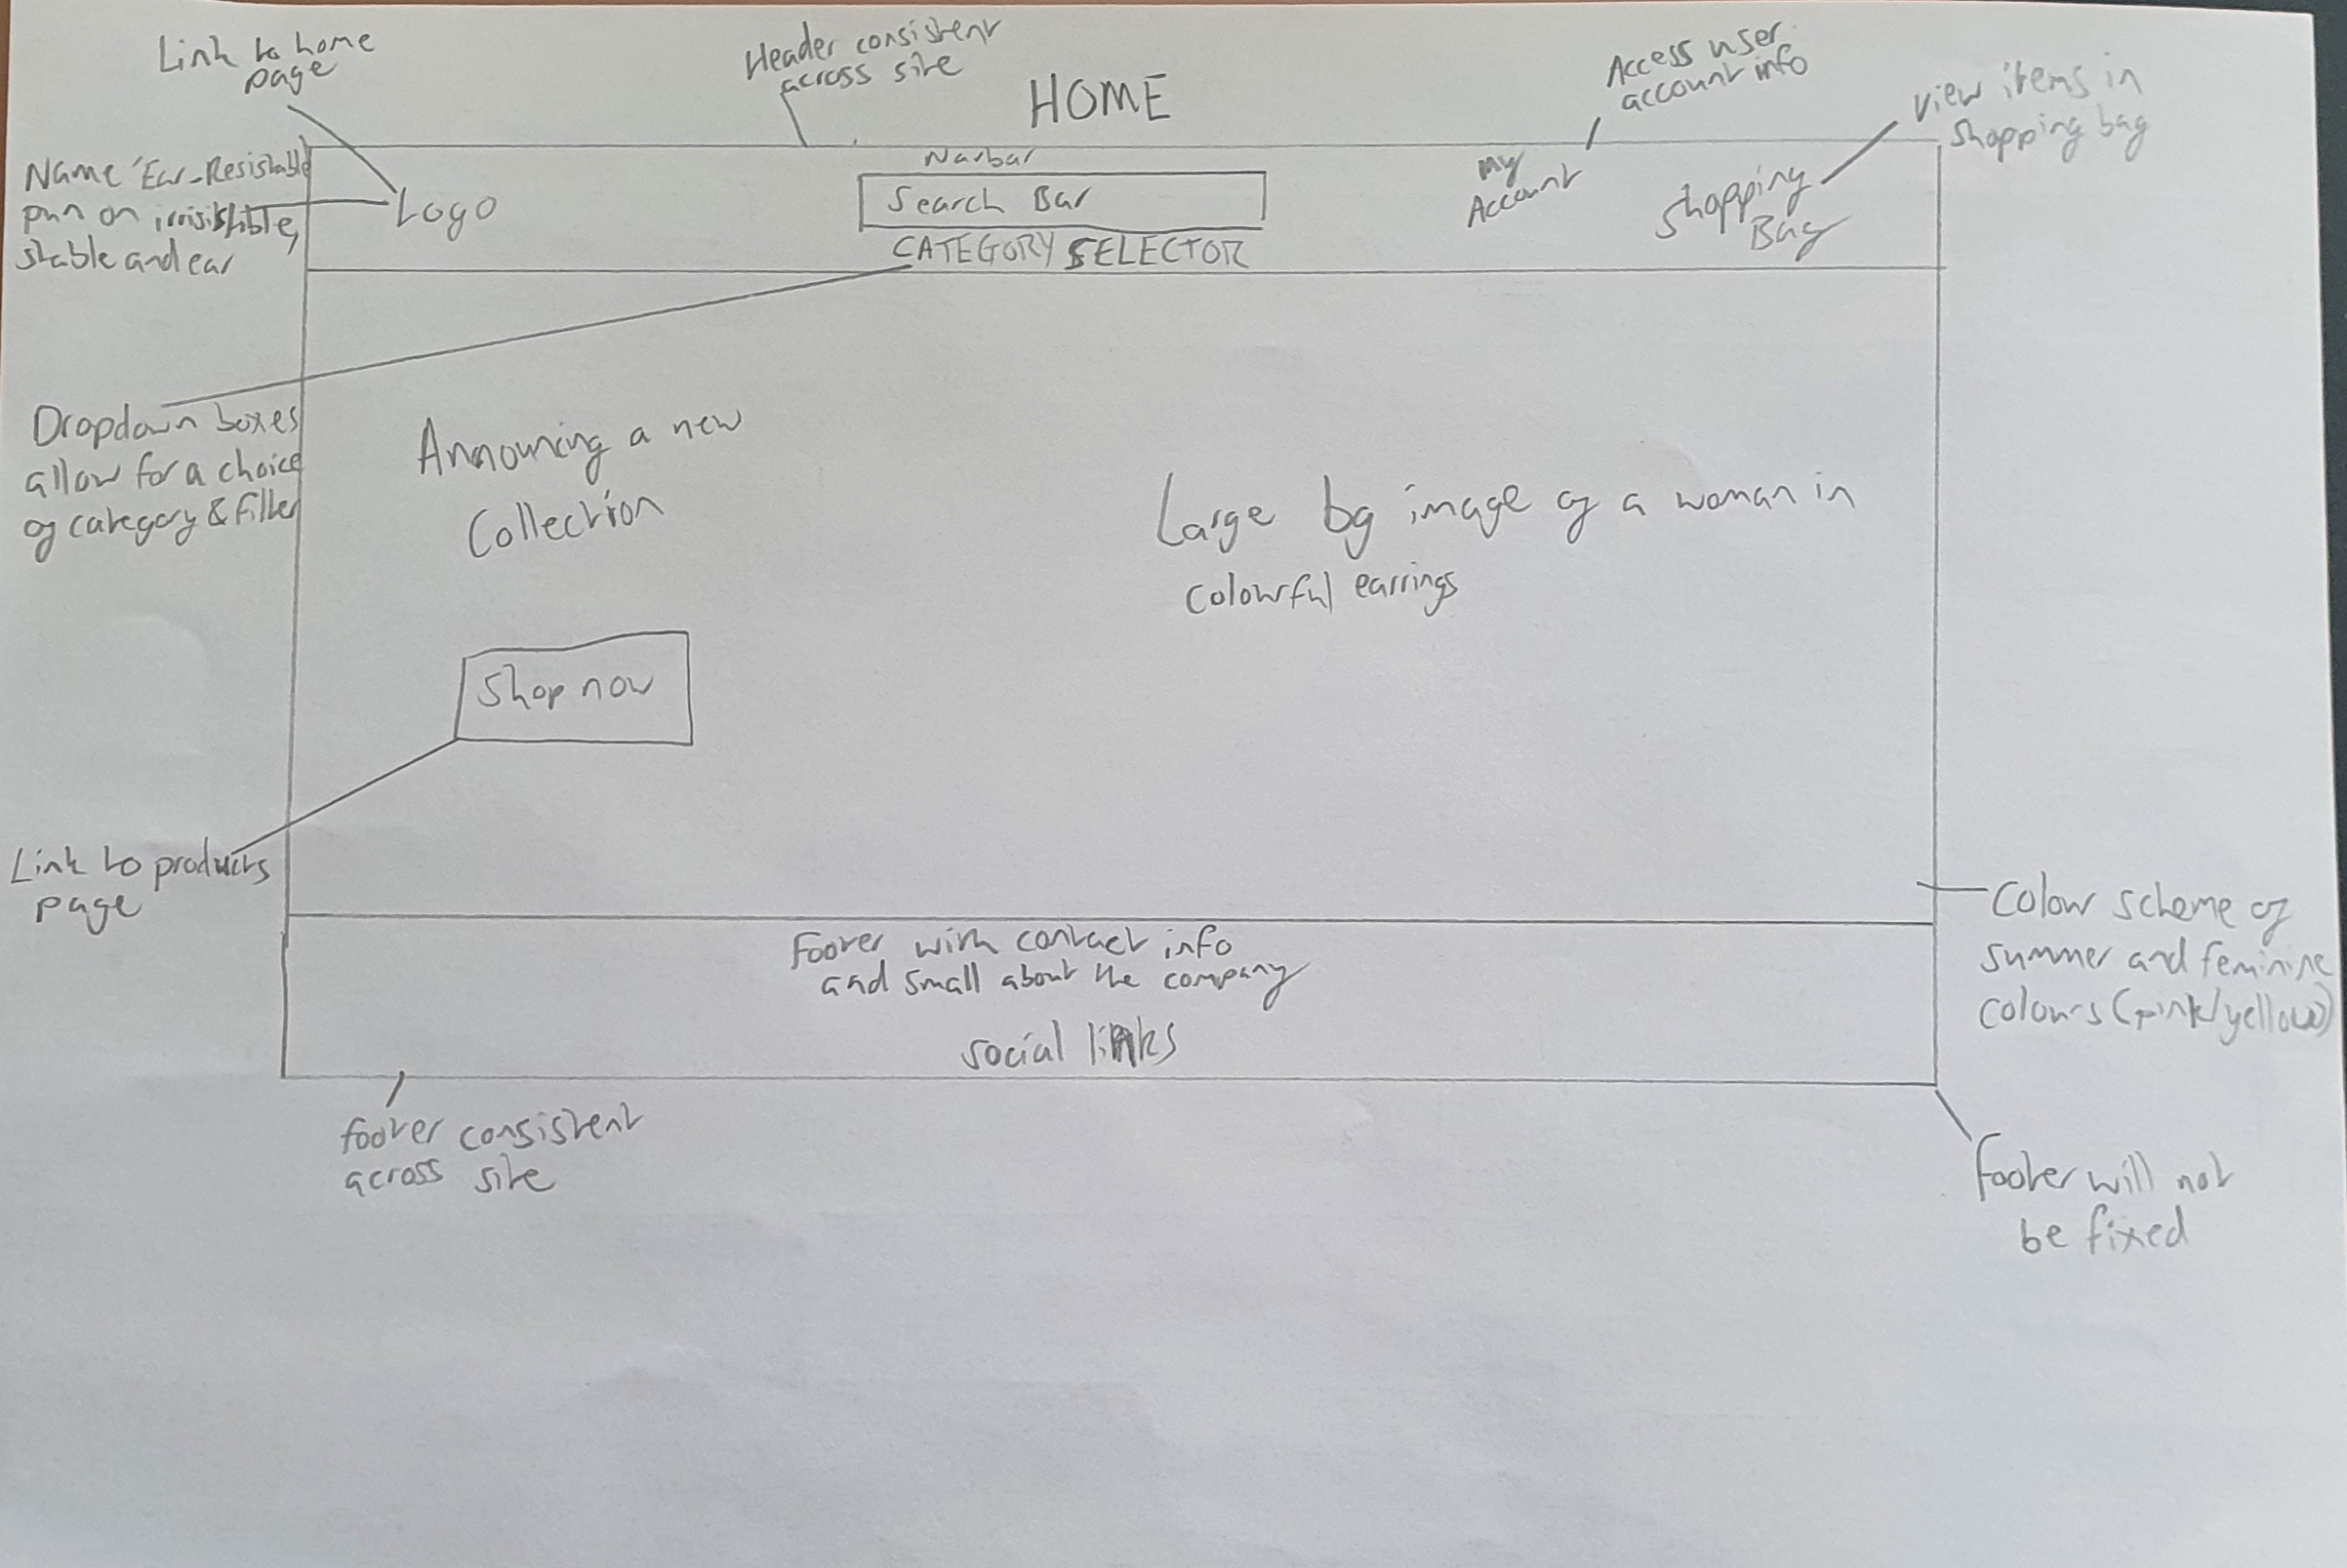 Link to home
page
Header consistent
across site
HOME
Access user
account info
view items in
shopping bag
Name 'Ear-Resistable
pun on irrisistible,
stable and ear
Logo
Navbar
Search Bar
CATEGORY SELECTOR
My
Account
Shopping
Bag
Dropdown boxes
allow for a choice
of category & filter
Announcing a new
Collection
Large bg image of a woman in
colourful earrings
Shop now
Link to products
page
Colour scheme of
summer and feminine
colours (pink/yellow)
Footer with contact info
and small about the company
social links
footer consistent
across site
Footer will not
be fixed